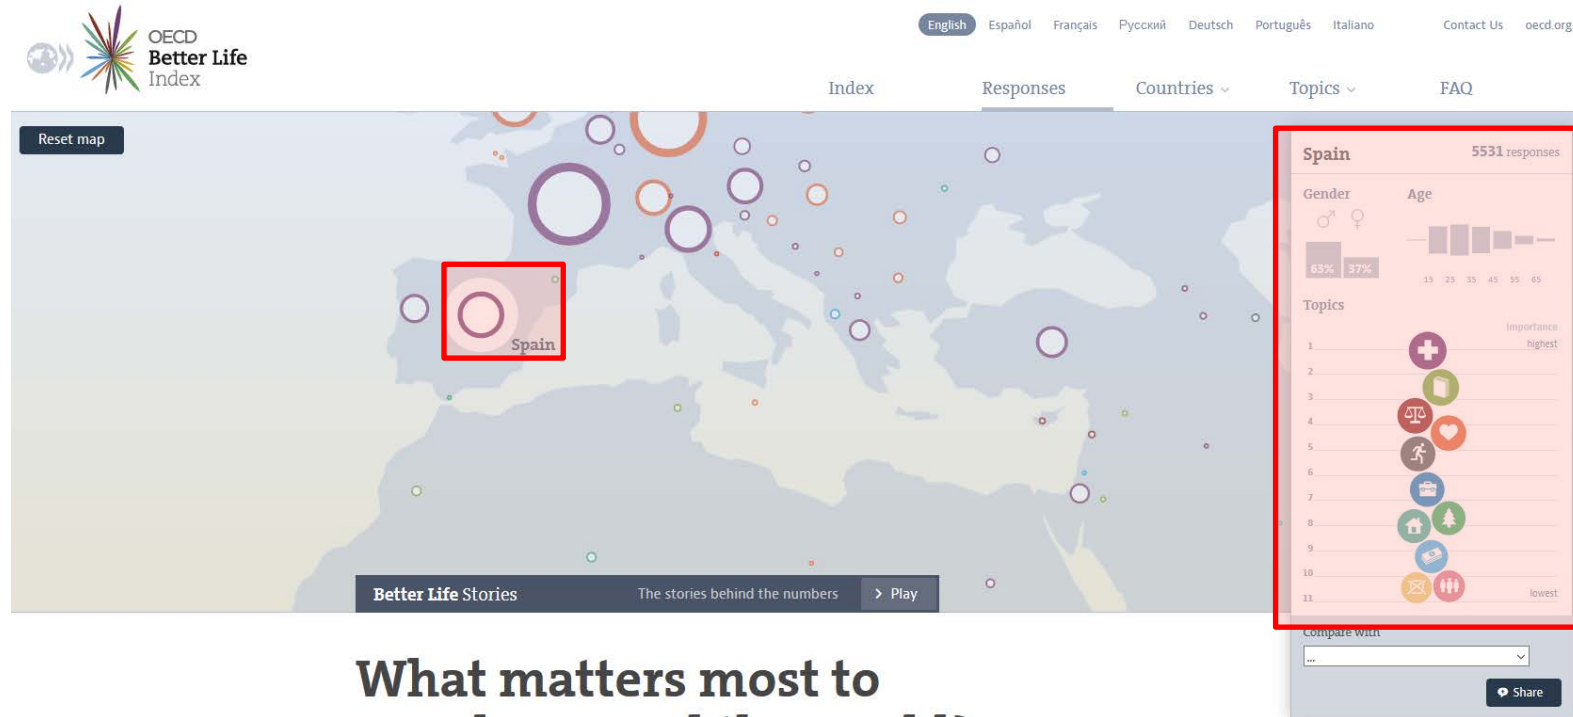 English Español Français Русский Deutsch Português Italiano Contact Us oecd.org
OECD
Better Life
Index
Index Responses Countries Topics FAQ
Reset map
Spain
Spain 5531 responses
Gender Age
63% 37%
15 25 35 45 55 65
Topics
importance
highest
1
2
3
4
5
6
7
8
9
10
11
lowest
Compare with
...
Share
Better Life Stories The stories behind the numbers > Play
What matters most to